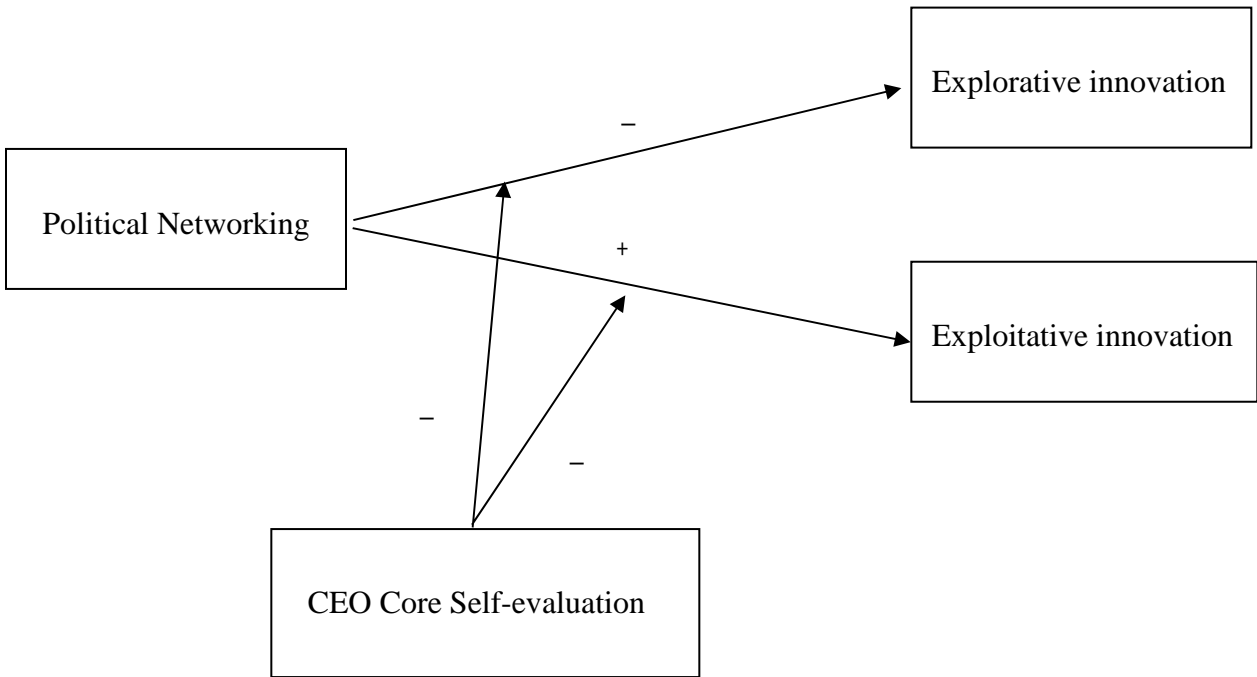 Explorative innovation
–
Political Networking
+
Exploitative innovation
–
–
CEO Core Self-evaluation